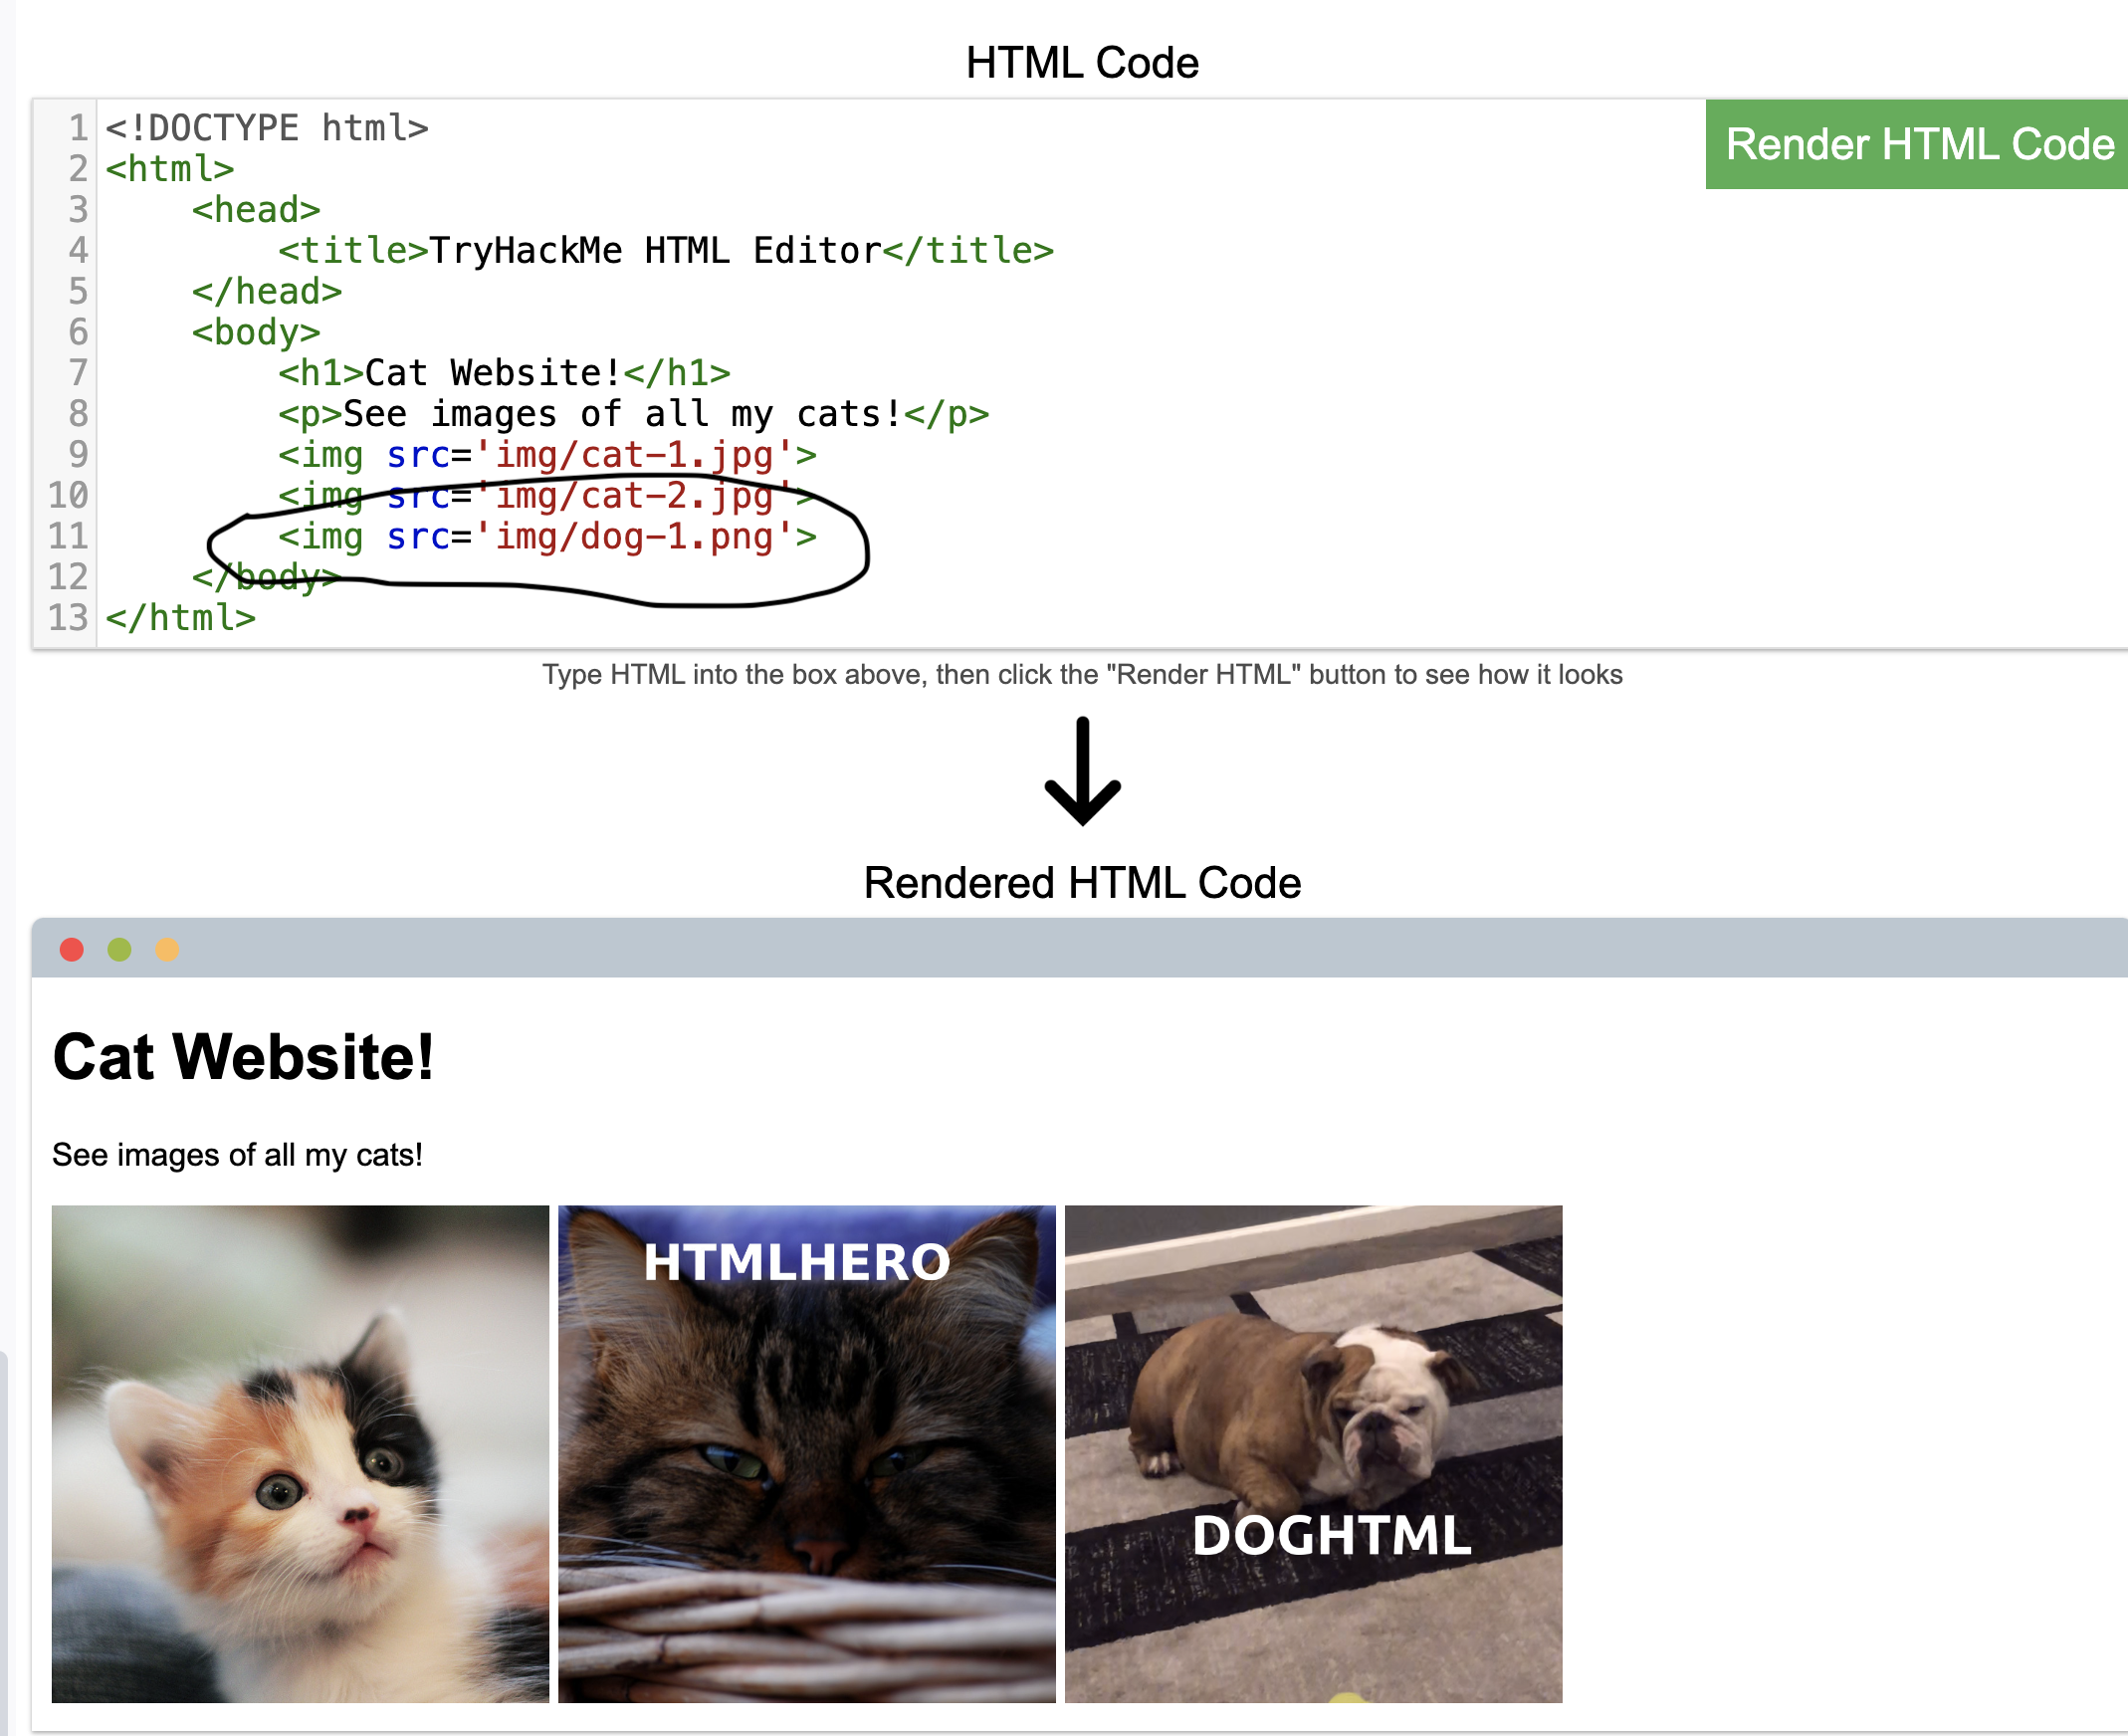 HTML Code
Render HTML Code
1 <!DOCTYPE html>
2 <html>
3     <head>
4         <title>TryHackMe HTML Editor</title>
5     </head>
6     <body>
7         <h1>Cat Website!</h1>
8         <p>See images of all my cats!</p>
9         <img src='img/cat-1.jpg'>
10         <img src='img/cat-2.jpg'>
11         <img src='img/dog-1.png'>
12     </body>
13 </html>
Type HTML into the box above, then click the "Render HTML" button to see how it looks
Rendered HTML Code
Cat Website!
See images of all my cats!
HTMLHERO
DOGHTML